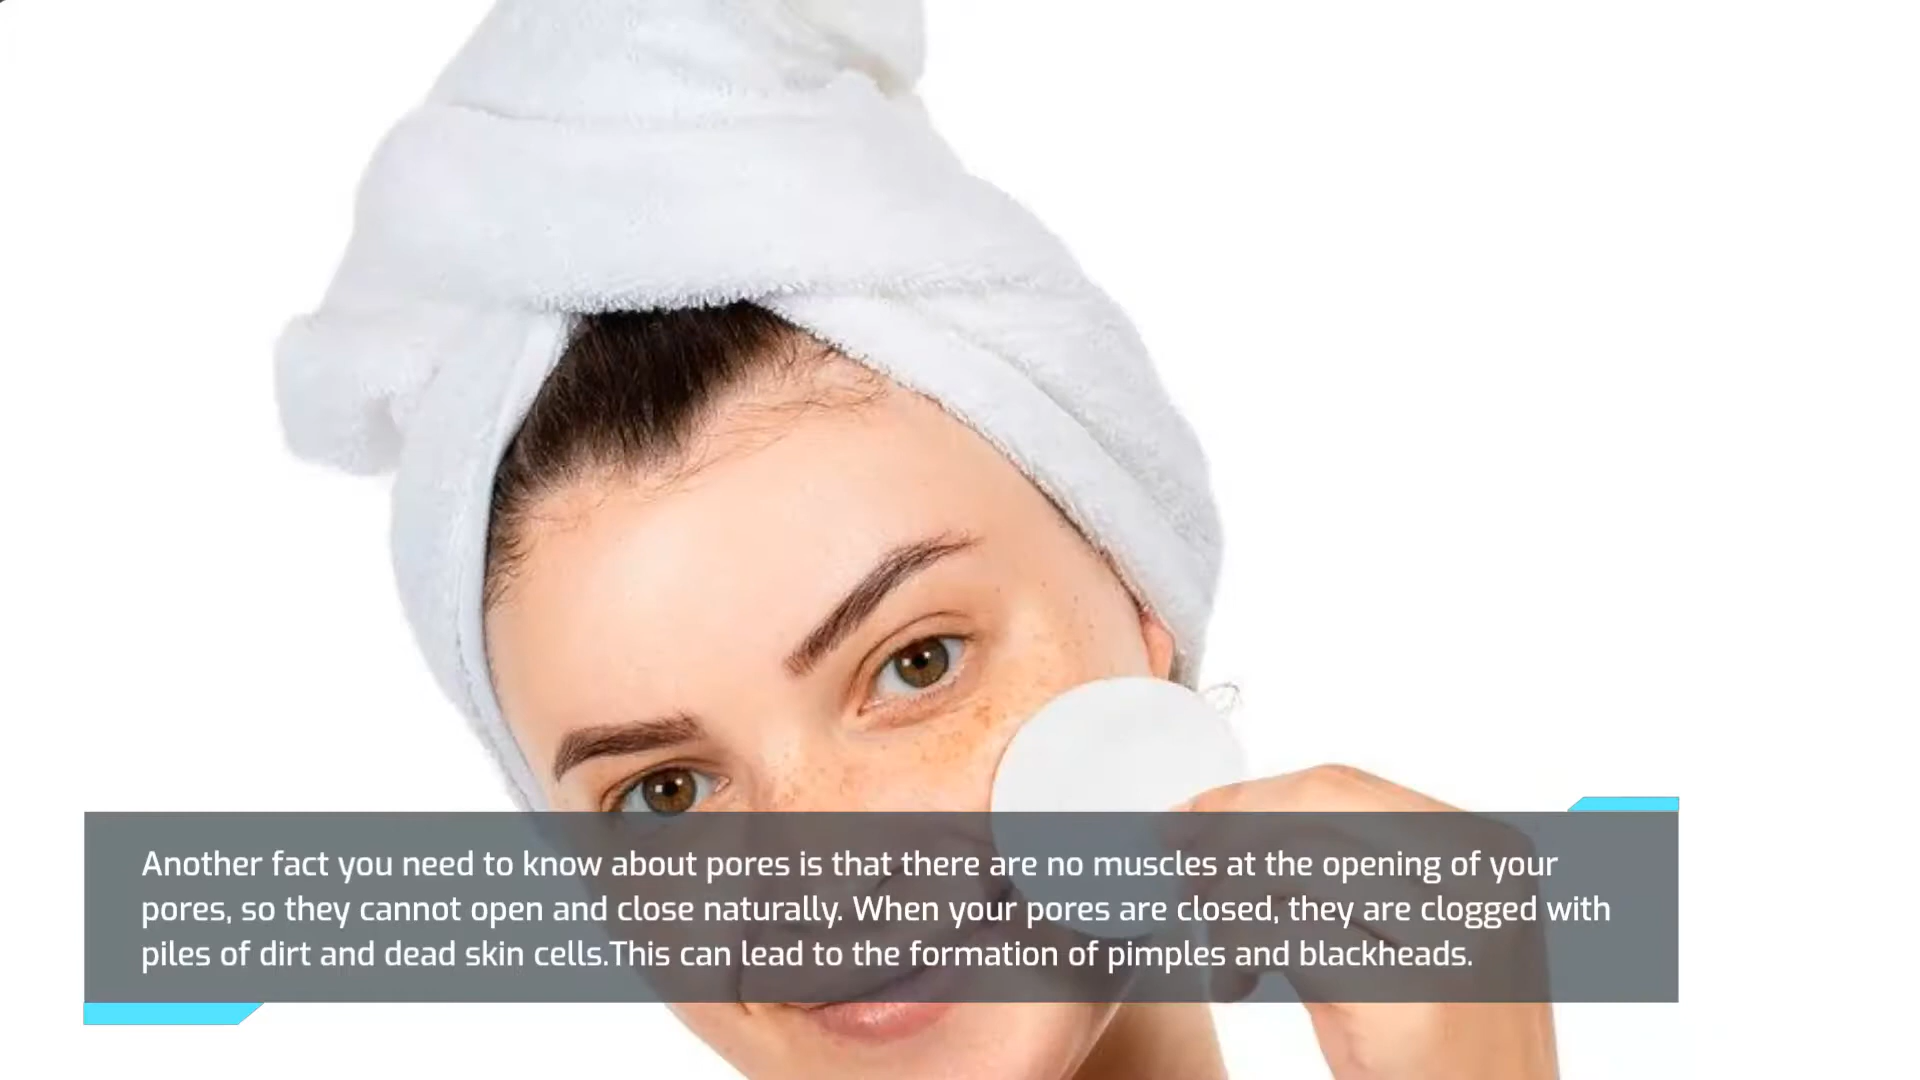 Another fact you need to know about pores is that there are no muscles at the opening of your
pores, so they cannot open and close naturally. When your pores are closed, they are clogged with
piles of dirt and dead skin cells.This can lead to the formation of pimples and blackheads.